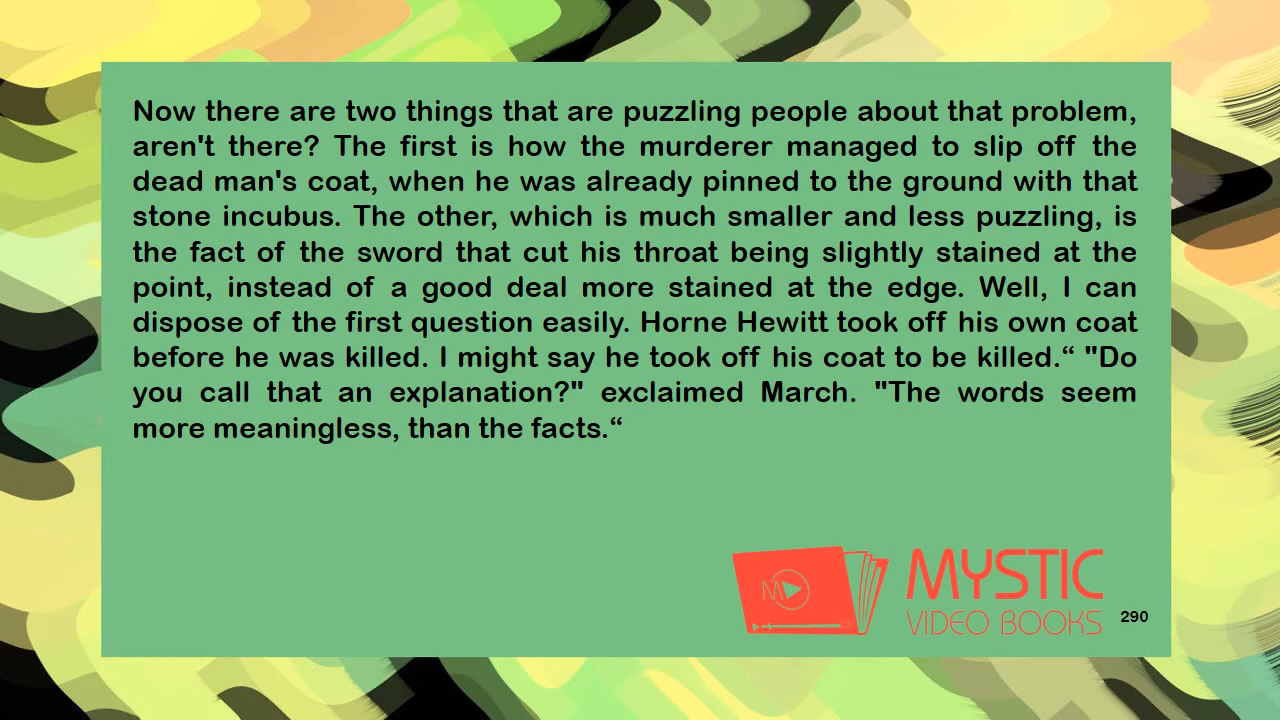 Now there are two things that are puzzling people about that problem,
aren't there? The first is how the murderer managed to slip off the
dead man's coat, when he was already pinned to the ground with that
stone incubus. The other, which is much smaller and less puzzling, is
the fact of the sword that cut his throat being slightly stained at the
point, instead of a good deal more stained at the edge. Well, I can
dispose of the first question easily. Horne Hewitt took off his own coat
before he was killed. I might say he took off his coat to be killed.“ "Do
you call that an explanation?" exclaimed March. "The words seem
more meaningless, than the facts.“
M
MYSTIC
VIDEO BOOKS
290